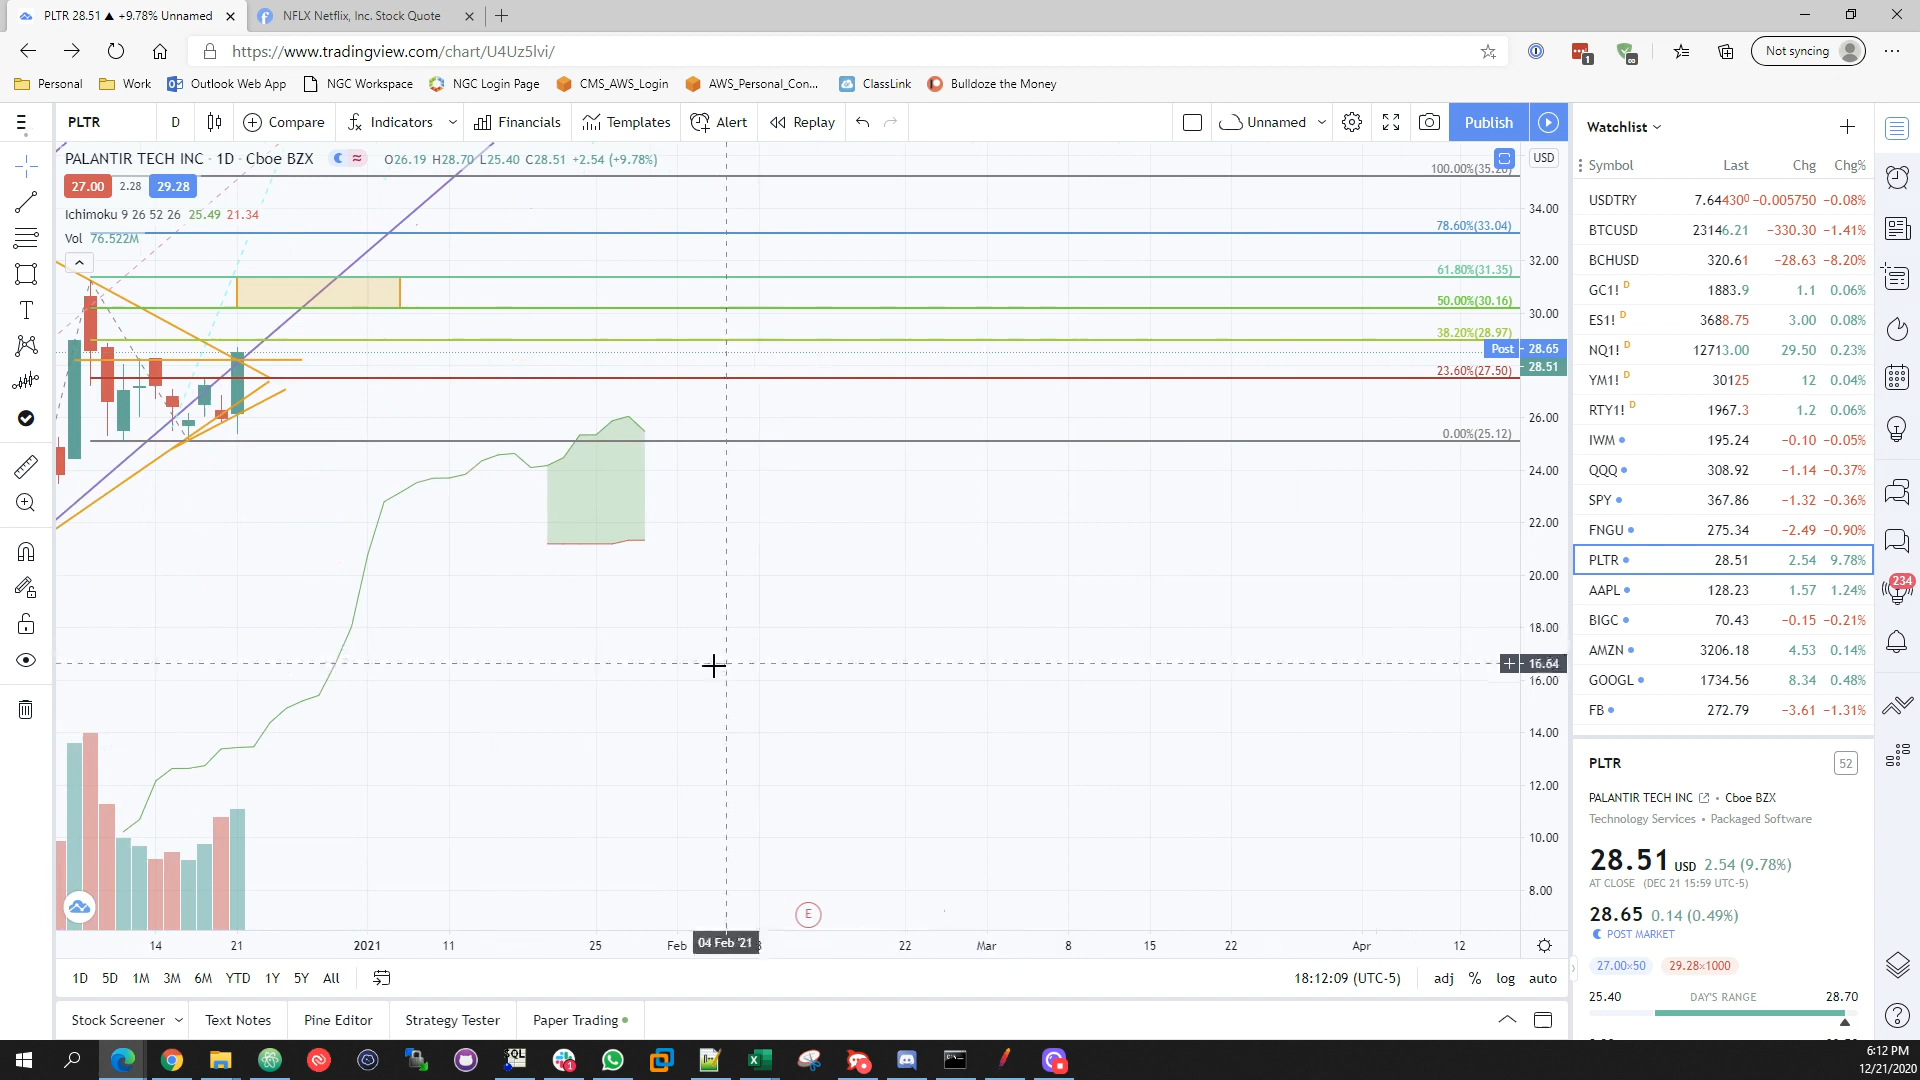 PLTR 28.51 ▲ +9.78% Unnamed
NFLX Netflix, Inc. Stock Quote
https://www.tradingview.com/chart/U4Uz5lvi/
Not syncing
Personal
Work
Outlook Web App
NGC Workspace
NGC Login Page
CMS_AWS_Login
AWS_Personal_Con...
ClassLink
Bulldoze the Money
PLTR
D
Compare
Indicators
Financials
Templates
Alert
Replay
Unnamed
Publish
PALANTIR TECH INC · 1D · Cboe BZX
O26.19 H28.70 L25.40 C28.51 +2.54 (+9.78%)
27.00 2.28 29.28
Ichimoku 9 26 52 26 25.49 21.34
Vol 76.522M
USD
78.60%(33.04)
61.80%(31.35)
50.00%(30.16)
38.20%(28.97)
23.60%(27.50)
0.00%(25.12)
34.00
32.00
30.00
Post 28.65
28.51
26.00
24.00
22.00
20.00
18.00
16.64
16.00
14.00
12.00
10.00
8.00
E
14
21
2021
11
25
Feb
04 Feb '21
22
Mar
8
15
22
Apr
12
1D 5D 1M 3M 6M YTD 1Y 5Y All
18:12:09 (UTC-5)
adj % log auto
Stock Screener
Text Notes
Pine Editor
Strategy Tester
Paper Trading
Watchlist
Symbol Last Chg Chg%
USDTRY 7.64430⁰ −0.005750 −0.08%
BTCUSD 23146.21 −330.30 −1.41%
BCHUSD 320.61 −28.63 −8.20%
GC1! D 1883.9 1.1 0.06%
ES1! D 3688.75 3.00 0.08%
NQ1! D 12713.00 29.50 0.23%
YM1! D 30125 12 0.04%
RTY1! D 1967.3 1.2 0.06%
IWM 195.24 −0.10 −0.05%
QQQ 308.92 −1.14 −0.37%
SPY 367.86 −1.32 −0.36%
FNGU 275.34 −2.49 −0.90%
PLTR 28.51 2.54 9.78%
AAPL 128.23 1.57 1.24%
BIGC 70.43 −0.15 −0.21%
AMZN 3206.18 4.53 0.14%
GOOGL 1734.56 8.34 0.48%
FB 272.79 −3.61 −1.31%
PLTR
52
PALANTIR TECH INC • Cboe BZX
Technology Services • Packaged Software
28.51 USD 2.54 (9.78%)
AT CLOSE (DEC 21 15:59 UTC-5)
28.65 0.14 (0.49%)
POST MARKET
27.00×50 29.28×1000
25.40 DAY'S RANGE 28.70
234
6:12 PM
12/21/2020